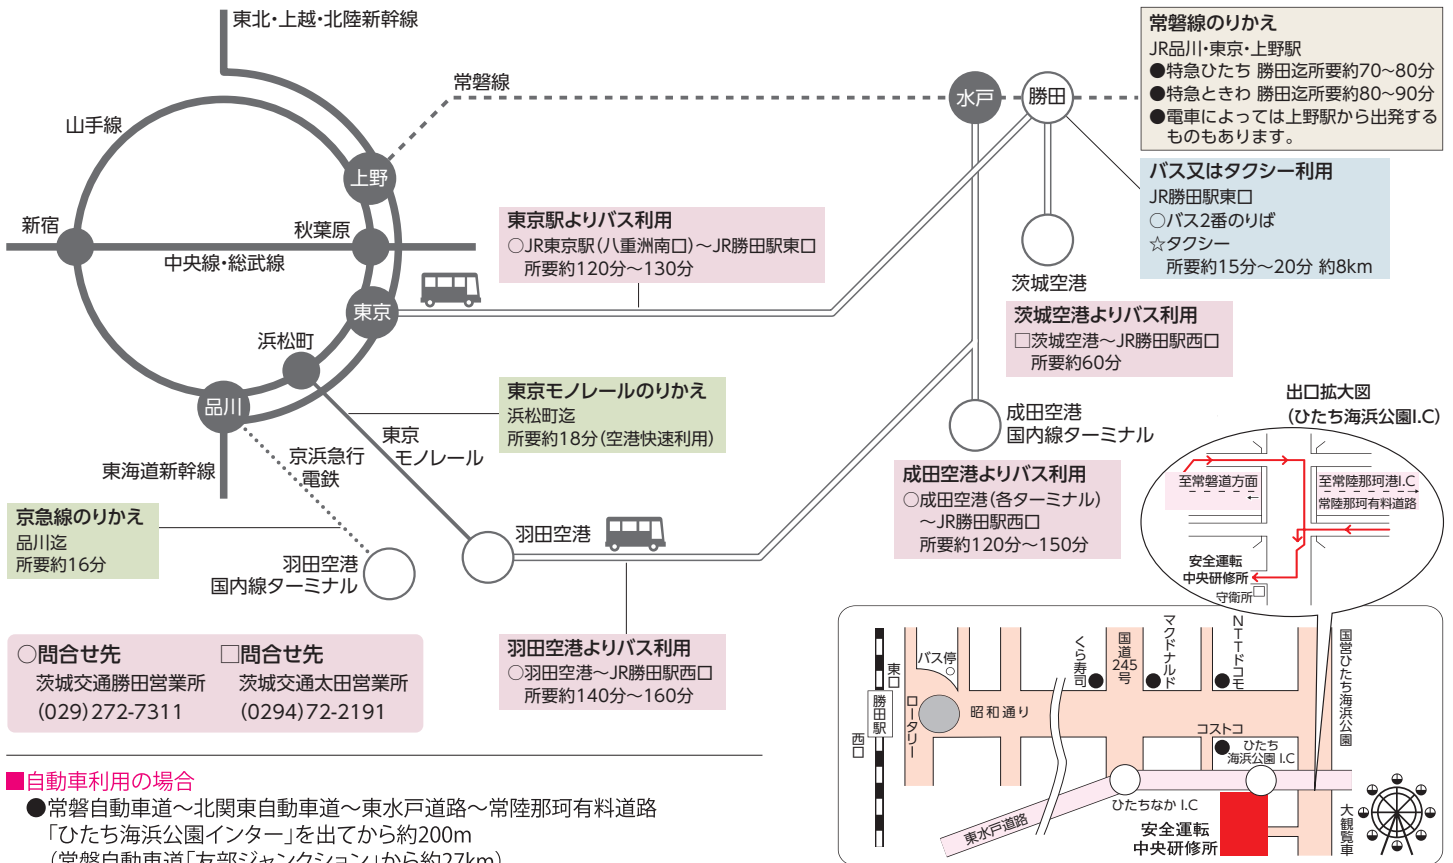 東北・上越・北陸新幹線
常磐線
山手線
上野
新宿
秋葉原
中央線・総武線
東京
浜松町
品川
東海道新幹線
京浜急行
電鉄
東京
モノレール
羽田空港
国内線ターミナル
羽田空港
水戸
勝田
茨城空港
成田空港
国内線ターミナル
常磐線のりかえ
JR品川・東京・上野駅
●特急ひたち 勝田迄所要約70～80分
●特急ときわ 勝田迄所要約80～90分
●電車によっては上野駅から出発する
ものもあります。
バス又はタクシー利用
JR勝田駅東口
○バス2番のりば
☆タクシー
所要約15分～20分 約8km
東京駅よりバス利用
○JR東京駅(八重洲南口)～JR勝田駅東口
所要約120分～130分
茨城空港よりバス利用
□茨城空港～JR勝田駅西口
所要約60分
東京モノレールのりかえ
浜松町迄
所要約18分(空港快速利用)
成田空港よりバス利用
○成田空港(各ターミナル)
～JR勝田駅西口
所要約120分～150分
京急線のりかえ
品川迄
所要約16分
羽田空港よりバス利用
○羽田空港～JR勝田駅西口
所要約140分～160分
○問合せ先
茨城交通勝田営業所
(029)272-7311
□問合せ先
茨城交通太田営業所
(0294)72-2191
出口拡大図
(ひたち海浜公園I.C)
至常磐道方面
至常陸那珂港I.C
常陸那珂有料道路
安全運転
中央研修所
守衛所
東口
勝田駅
西口
バス停
ロータリー
昭和通り
くら寿司
国道245号
マクドナルド
NTTドコモ
国営ひたち海浜公園
コストコ
ひたち
海浜公園 I.C
ひたちなか I.C
東水戸道路
安全運転
中央研修所
大観覧車
■自動車利用の場合
●常磐自動車道～北関東自動車道～東水戸道路～常陸那珂有料道路
「ひたち海浜公園インター」を出てから約200m
(常磐自動車道「友部ジャンクション」から約27km)